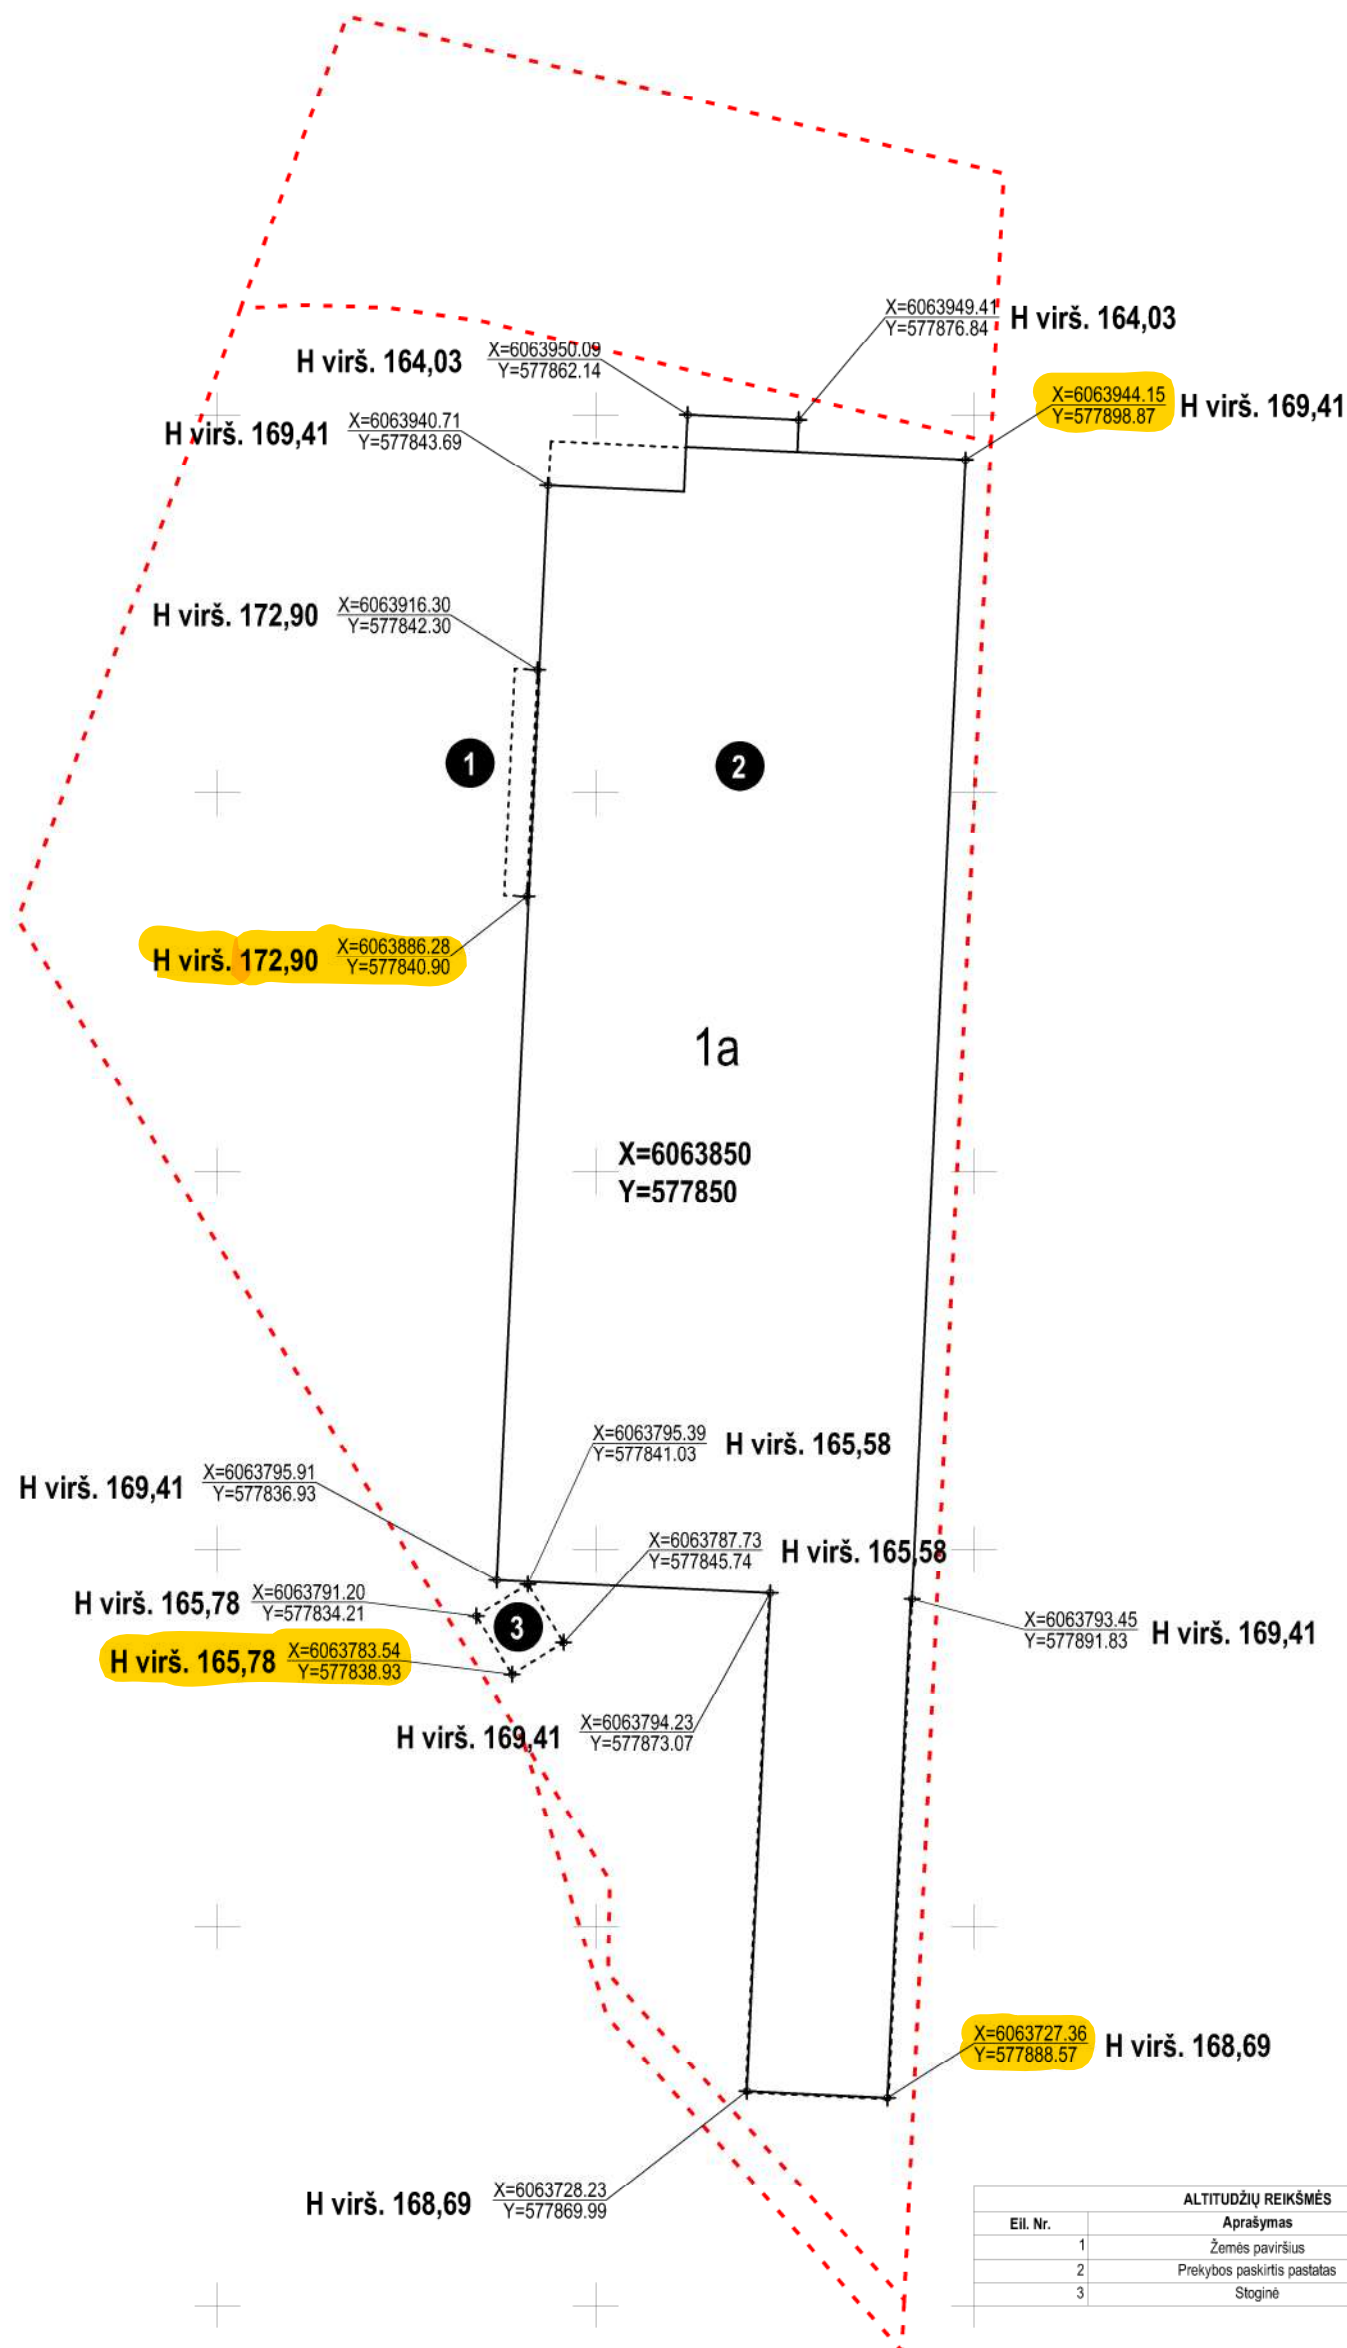 X=6063949.41
Y=577876.84
H virš. 164,03
H virš. 164,03
X=6063950.09
Y=577862.14
X=6063944.15
Y=577898.87
H virš. 169,41
H virš. 169,41
X=6063940.71
Y=577843.69
H virš. 172,90
X=6063916.30
Y=577842.30
1
2
H virš. 172,90
X=6063886.28
Y=577840.90
1a
X=6063850
Y=577850
X=6063795.39
Y=577841.03
H virš. 165,58
H virš. 169,41
X=6063795.91
Y=577836.93
X=6063787.73
Y=577845.74
H virš. 165,58
H virš. 165,78
X=6063791.20
Y=577834.21
3
X=6063793.45
Y=577891.83
H virš. 169,41
H virš. 165,78
X=6063783.54
Y=577838.93
H virš. 169,41
X=6063794.23
Y=577873.07
X=6063727.36
Y=577888.57
H virš. 168,69
H virš. 168,69
X=6063728.23
Y=577869.99
ALTITUDŽIŲ REIKŠMĖS
Eil. Nr. Aprašymas
1 Žemės paviršius
2 Prekybos paskirtis pastatas
3 Stoginė